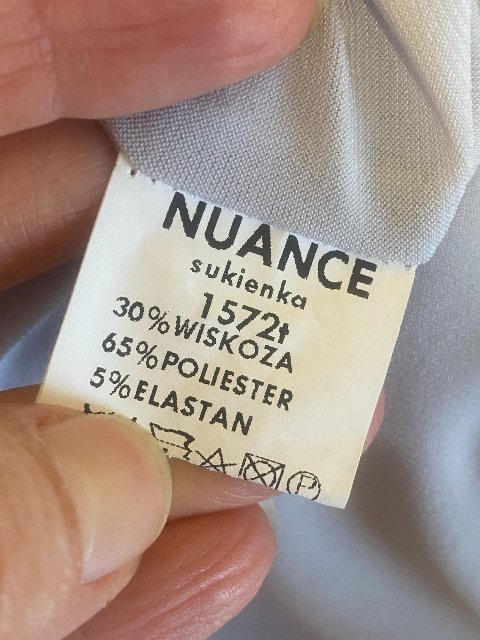 NUANCE
sukienka
1572t
30%WISKOZA
65%POLIESTER
5%ELASTAN
P